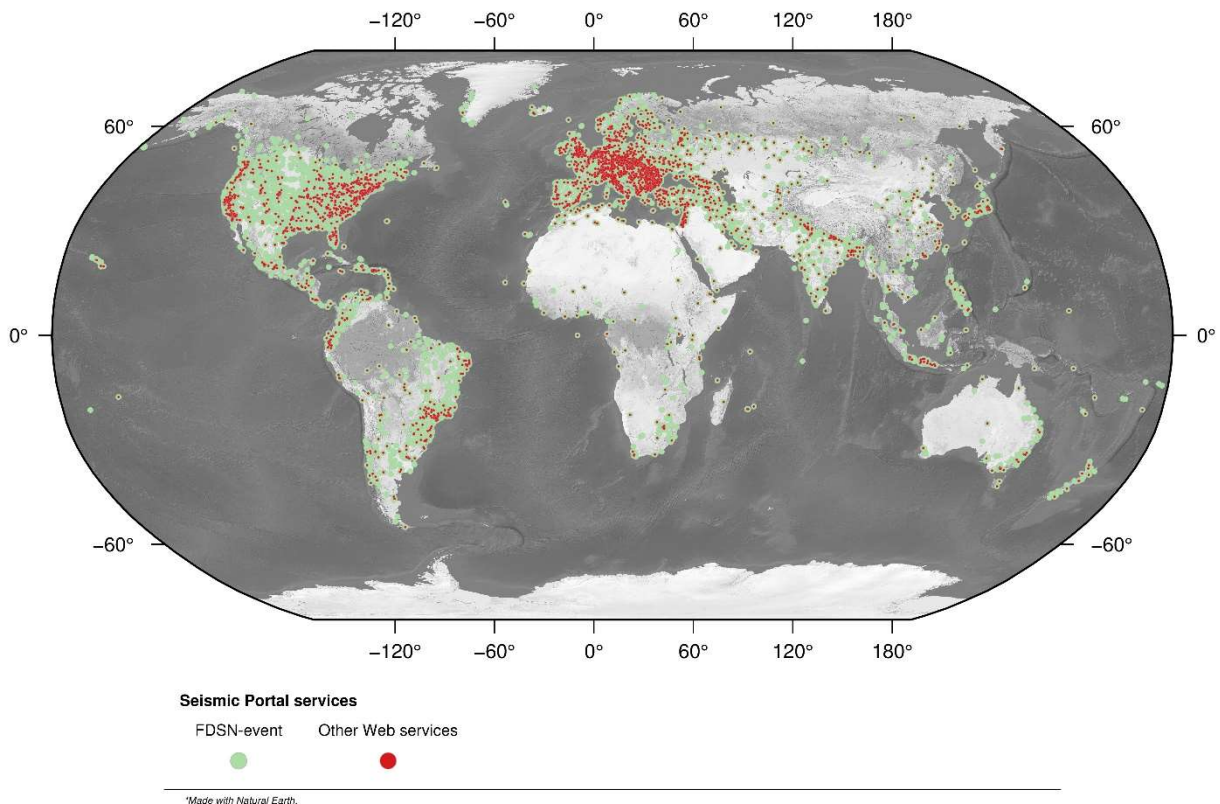 −120° −60° 0° 60° 120° 180°
60° 60°
0° 0°
−60° −60°
−120° −60° 0° 60° 120° 180°
Seismic Portal services
FDSN-event Other Web services
*Made with Natural Earth.